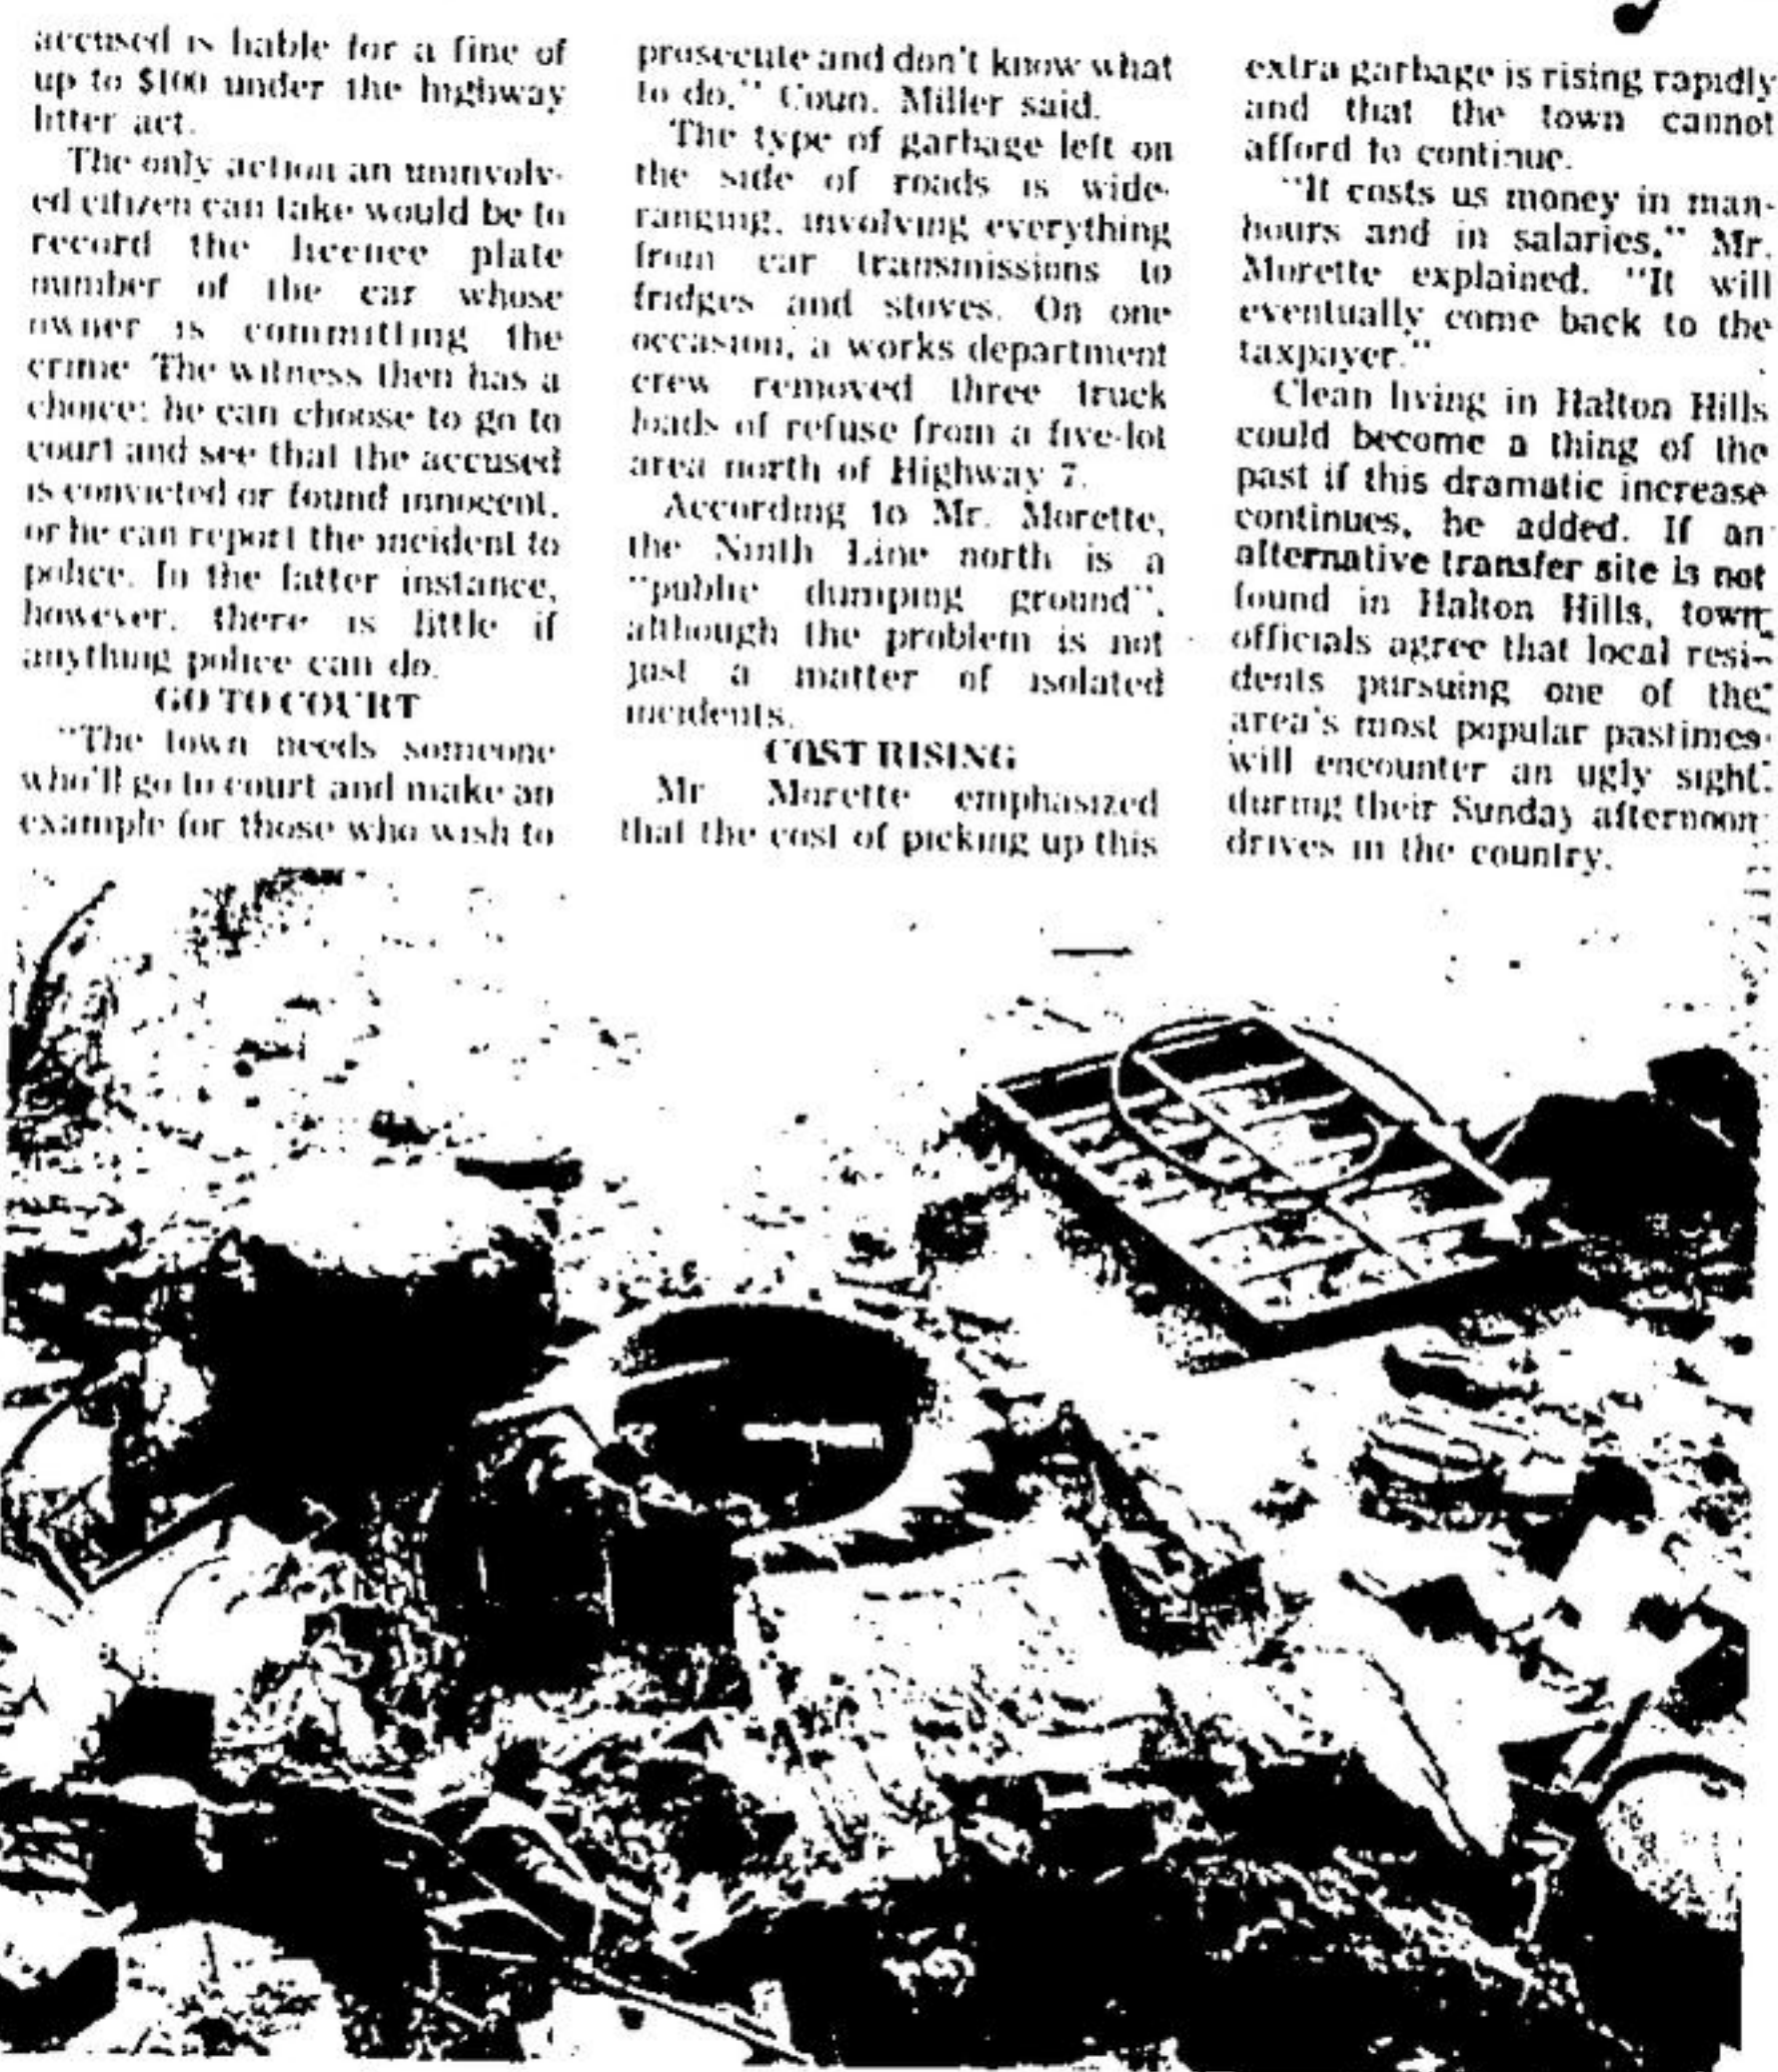 accused is liable for a fine of
up to $100 under the highway
litter act.
The only action an uninvolv-
ed citizen can take would be to
record the licence plate
number of the car whose
owner is committing the
crime The witness then has a
choice: he can choose to go to
court and see that the accused
is convicted or found innocent,
or he can report the incident to
police. In the latter instance,
however, there is little if
anything police can do.
GO TO COURT
"The town needs someone
who'll go to court and make an
example for those who wish to
prosecute and don't know what
to do," Coun. Miller said.
The type of garbage left on
the side of roads is wide-
ranging, involving everything
from car transmissions to
fridges and stoves. On one
occasion, a works department
crew removed three truck
loads of refuse from a five-lot
area north of Highway 7.
According to Mr. Morette,
the Ninth Line north is a
"public dumping ground",
although the problem is not
just a matter of isolated
incidents.
COST RISING
Mr Morette emphasized
that the cost of picking up this
extra garbage is rising rapidly
and that the town cannot
afford to continue.
"It costs us money in man-
hours and in salaries," Mr.
Morette explained. "It will
eventually come back to the
taxpayer."
Clean living in Halton Hills
could become a thing of the
past if this dramatic increase
continues, he added. If an
alternative transfer site is not
found in Halton Hills, town
officials agree that local resi-
dents pursuing one of the
area's most popular pastimes
will encounter an ugly sight
during their Sunday afternoon
drives in the country.